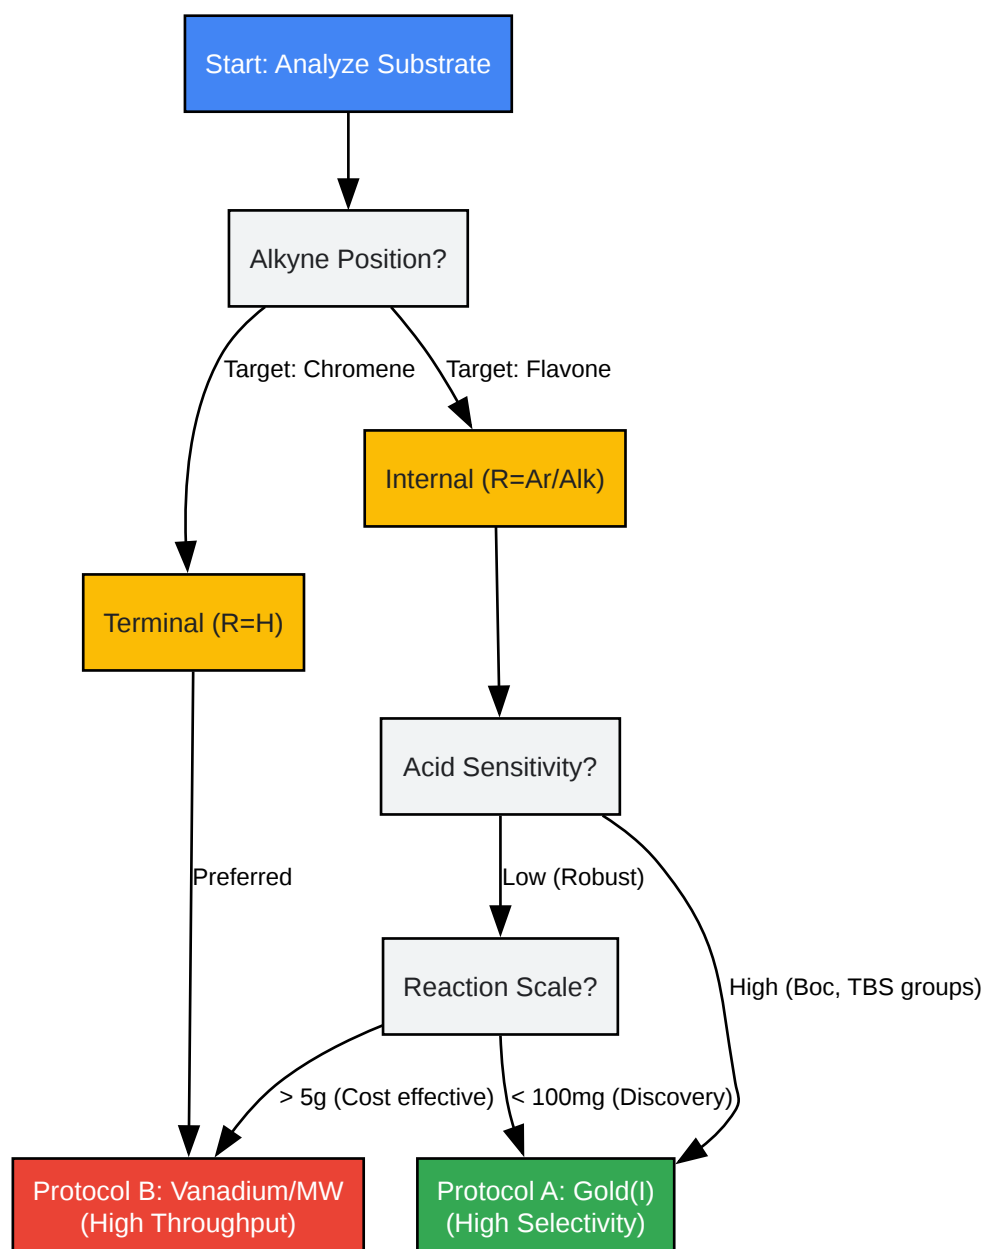 Start: Analyze Substrate
Alkyne Position?
Target: Chromene
Target: Flavone
Internal (R=Ar/Alk)
Terminal (R=H)
Acid Sensitivity?
Preferred
Low (Robust)
Reaction Scale?
High (Boc, TBS groups)
> 5g (Cost effective)
< 100mg (Discovery)
Protocol B: Vanadium/MW
(High Throughput)
Protocol A: Gold(I)
(High Selectivity)